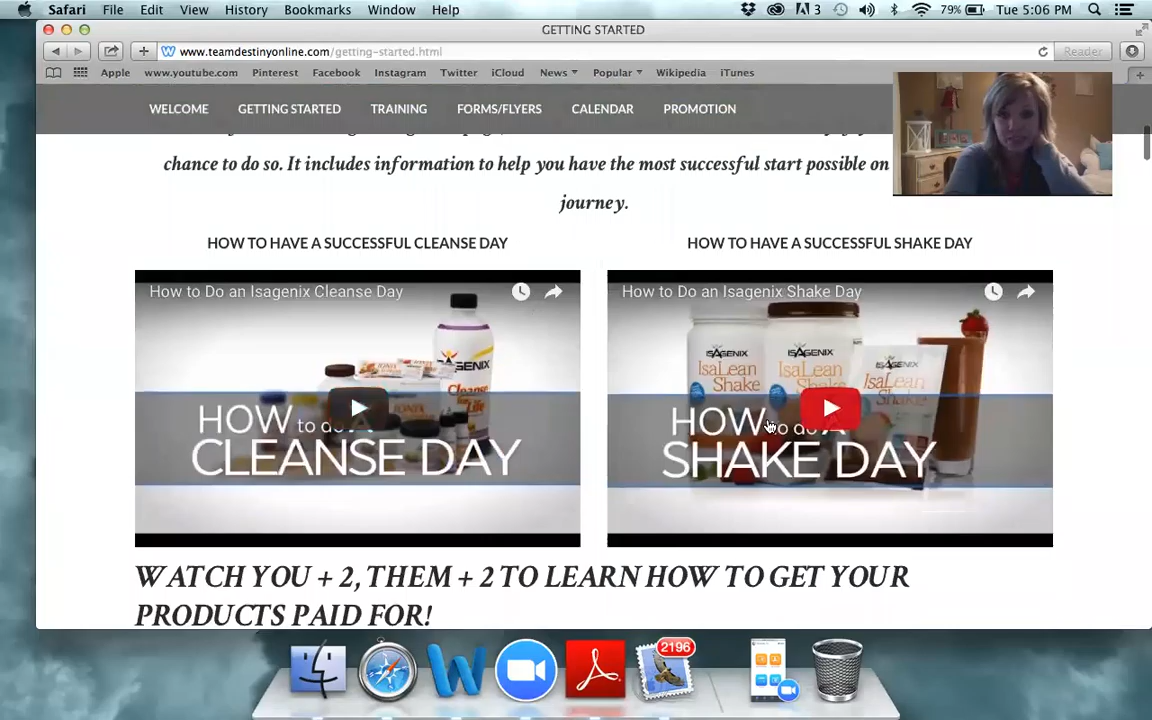 Safari File Edit View History Bookmarks Window Help 3 79% Tue 5:06 PM
GETTING STARTED
www.teamdestinyonline.com/getting-started.html Reader
Apple www.youtube.com Pinterest Facebook Instagram Twitter iCloud News Popular Wikipedia iTunes
WELCOME GETTING STARTED TRAINING FORMS/FLYERS CALENDAR PROMOTION
chance to do so. It includes information to help you have the most successful start possible on
journey.
HOW TO HAVE A SUCCESSFUL CLEANSE DAY
HOW TO HAVE A SUCCESSFUL SHAKE DAY
How to Do an Isagenix Cleanse Day
HOW to do A
CLEANSE DAY
How to Do an Isagenix Shake Day
ISAGENIX ISAGENIX
IsaLean IsaLean IsaLean
Shake Shake Shake
HOW to do A
SHAKE DAY
WATCH YOU + 2, THEM + 2 TO LEARN HOW TO GET YOUR
PRODUCTS PAID FOR!
2196